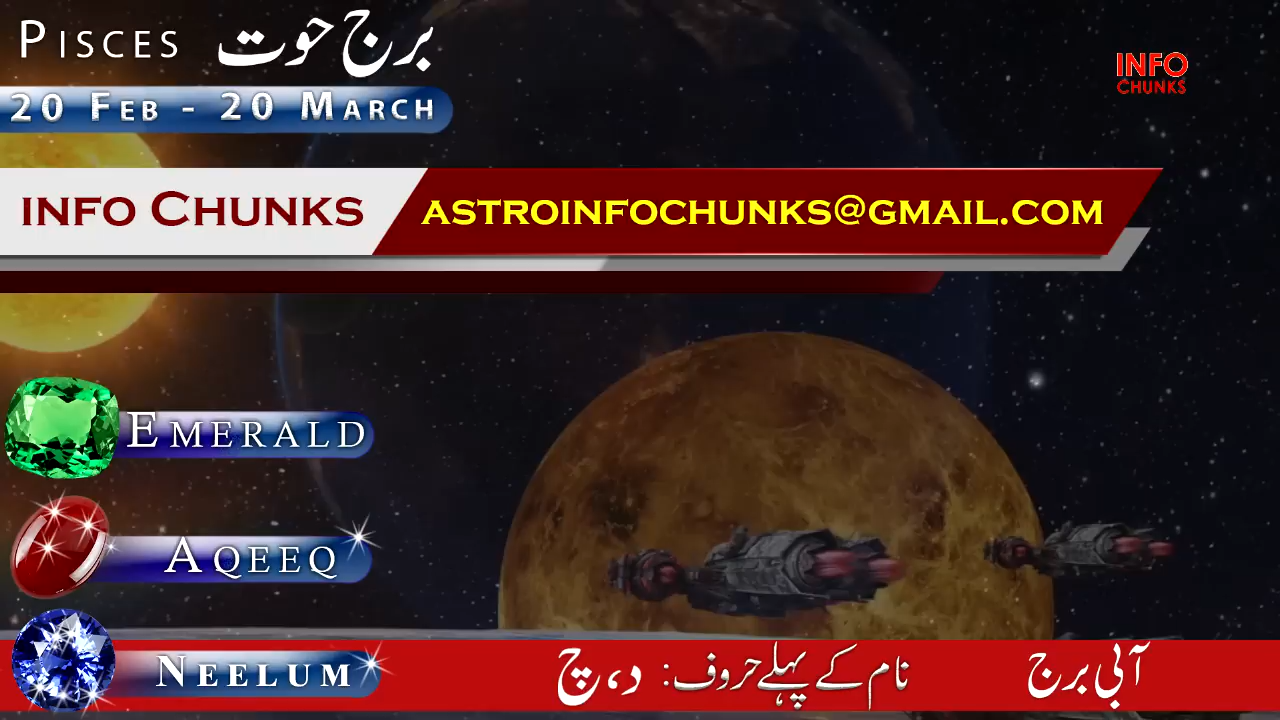 PISCES برج حوت
20 FEB - 20 MARCH
INFO
CHUNKS
INFO CHUNKS
ASTROINFOCHUNKS@GMAIL.COM
EMERALD
AQEEQ
NEELUM
آبی برج
نام کے پہلے حروف: د، چ